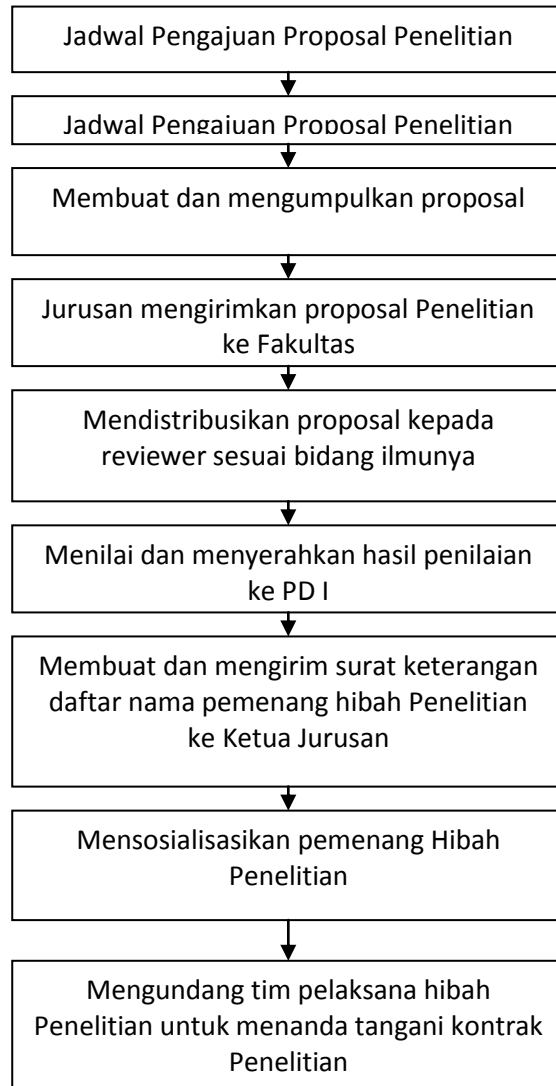 Jadwal Pengajuan Proposal Penelitian
Jadwal Pengajuan Proposal Penelitian
Membuat dan mengumpulkan proposal
Jurusan mengirimkan proposal Penelitian
ke Fakultas
Mendistribusikan proposal kepada
reviewer sesuai bidang ilmunya
Menilai dan menyerahkan hasil penilaian
ke PD I
Membuat dan mengirim surat keterangan
daftar nama pemenang hibah Penelitian
ke Ketua Jurusan
Mensosialisasikan pemenang Hibah
Penelitian
Mengundang tim pelaksana hibah
Penelitian untuk menanda tangani kontrak
Penelitian